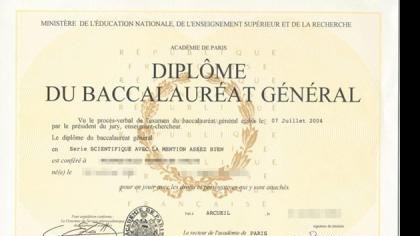 MINISTÈRE DE L'ÉDUCATION NATIONALE, DE L'ENSEIGNEMENT SUPÉRIEUR ET DE LA RECHERCHE
ACADÉMIE DE PARIS
RÉPUBLIQUE
DIPLÔME
DU BACCALAURÉAT GÉNÉRAL
Vu le procès-verbal de l'examen du baccalauréat général établi le 07 Juillet 2004
par le président du jury, enseignant-chercheur
Le diplôme du baccalauréat général
en Serie SCIENTIFIQUE AVEC LA MENTION ASSEZ BIEN
est conféré à
né(e) le
pour en jouir avec les droits et prérogatives qui y sont attachés
FRANÇAISE
Fait à ARCUEIL le
Le recteur de l'académie de PARIS